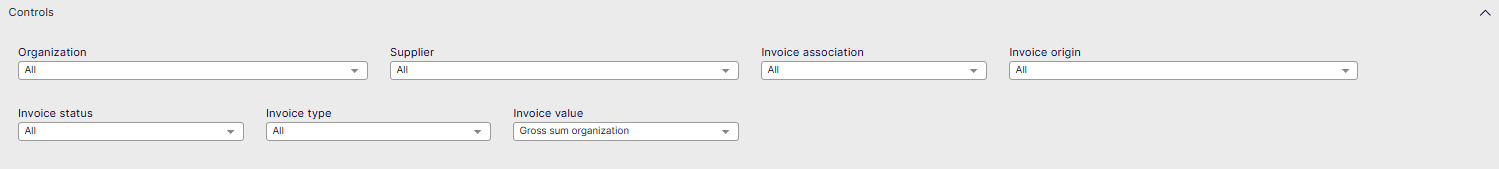 Controls
Organization Supplier Invoice association Invoice origin
All All All All
Invoice status Invoice type Invoice value
All All Gross sum organization